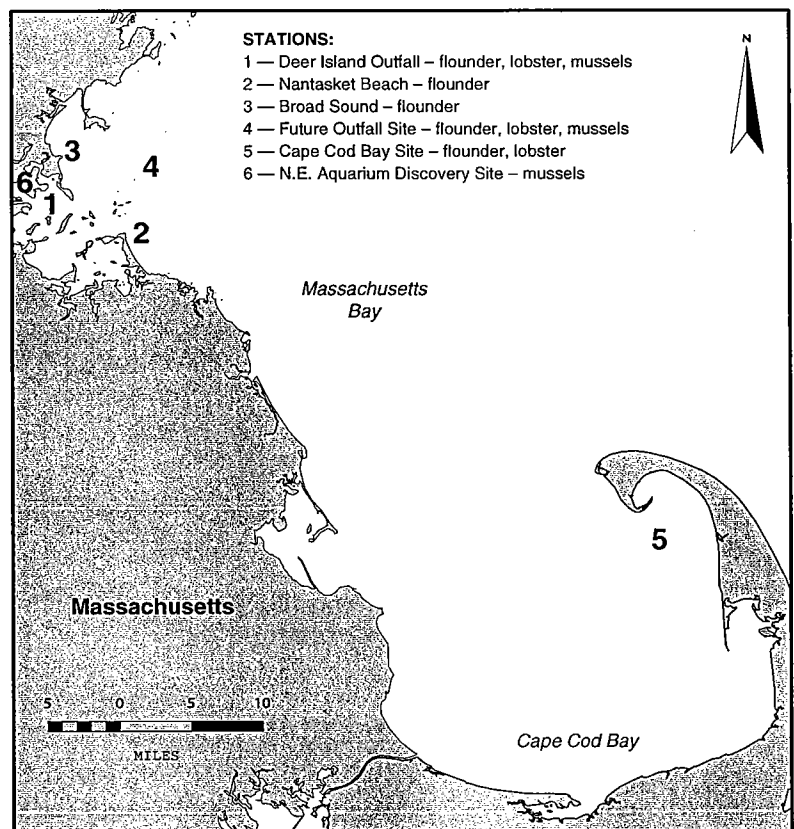 STATIONS:
1 — Deer Island Outfall – flounder, lobster, mussels
2 — Nantasket Beach – flounder
3 — Broad Sound – flounder
4 — Future Outfall Site – flounder, lobster, mussels
5 — Cape Cod Bay Site – flounder, lobster
6 — N.E. Aquarium Discovery Site – mussels
N
3
4
6
1
2
Massachusetts
Bay
5
Massachusetts
5 0 5 10
MILES
Cape Cod Bay